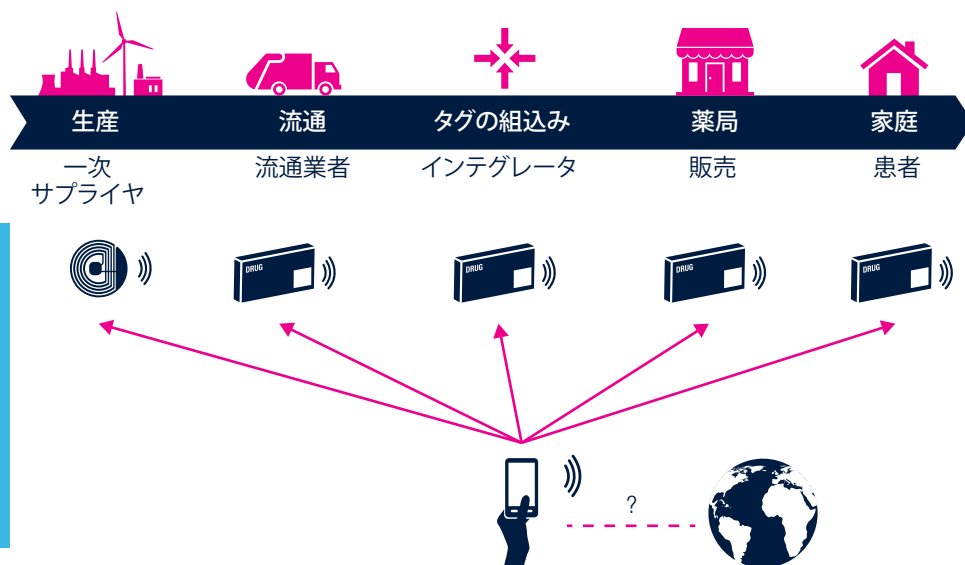 生産
流通
タグの組込み
薬局
家庭
一次
サプライヤ
流通業者
インテグレータ
販売
患者
DRUG
DRUG
DRUG
DRUG
?